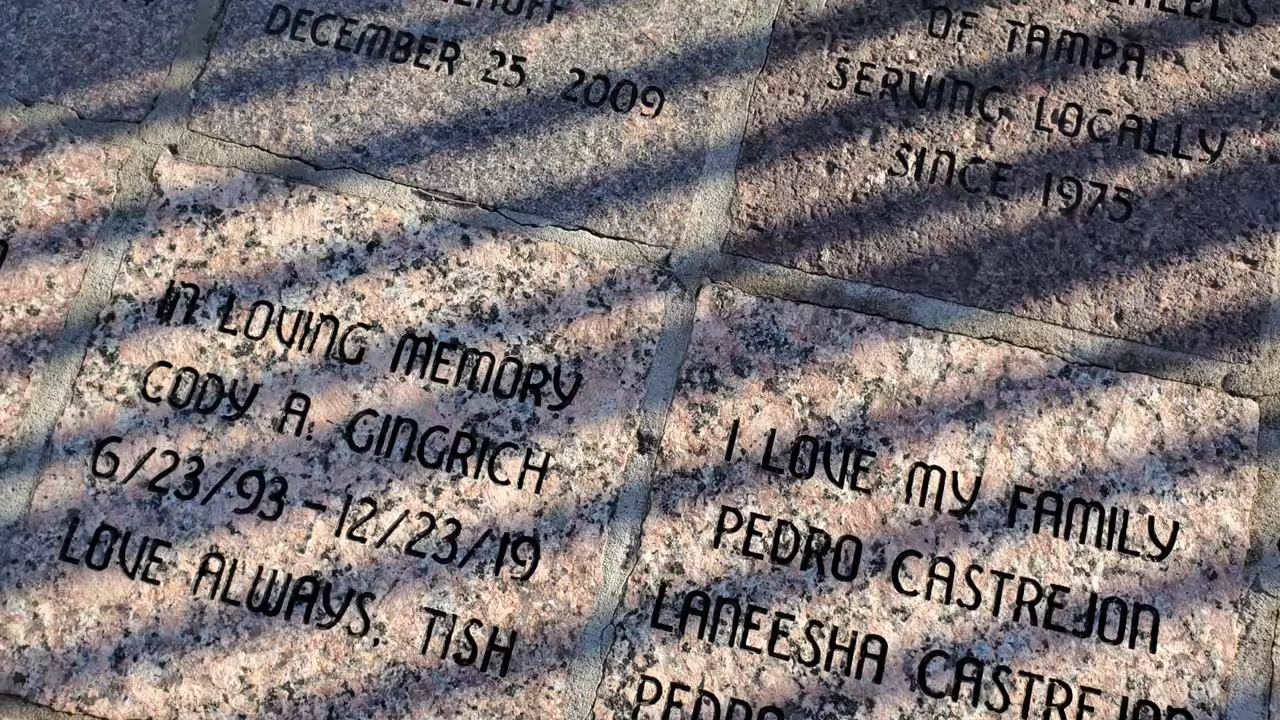 DECEMBER 25, 2009
OF TAMPA
SERVING LOCALLY
SINCE 1975
IN LOVING MEMORY
CODY A. GINGRICH
6/23/93 - 12/23/19
LOVE ALWAYS, TISH
I LOVE MY FAMILY
PEDRO CASTREJON
LANEESHA CASTREJON
PEDRO